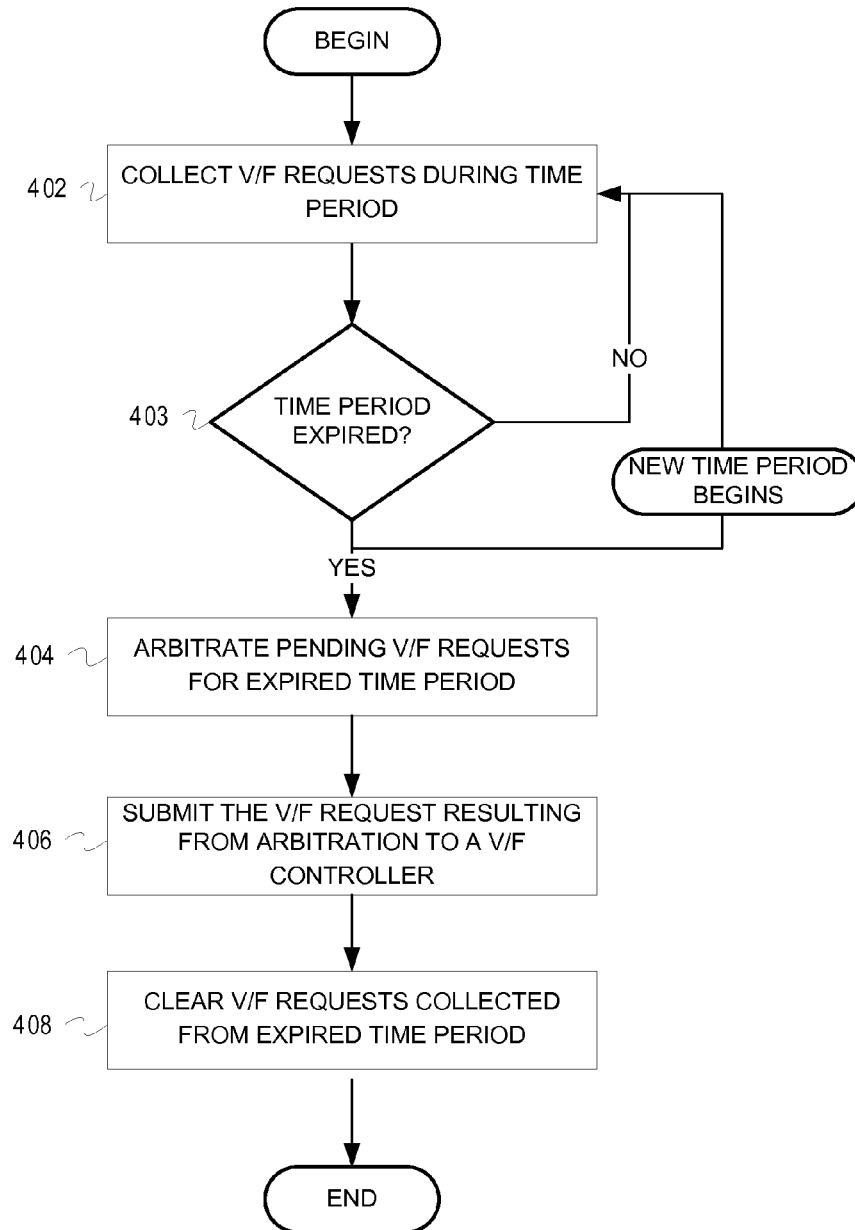 BEGIN
402
COLLECT V/F REQUESTS DURING TIME
PERIOD
NO
403
TIME PERIOD
EXPIRED?
NEW TIME PERIOD
BEGINS
YES
404
ARBITRATE PENDING V/F REQUESTS
FOR EXPIRED TIME PERIOD
406
SUBMIT THE V/F REQUEST RESULTING
FROM ARBITRATION TO A V/F
CONTROLLER
408
CLEAR V/F REQUESTS COLLECTED
FROM EXPIRED TIME PERIOD
END